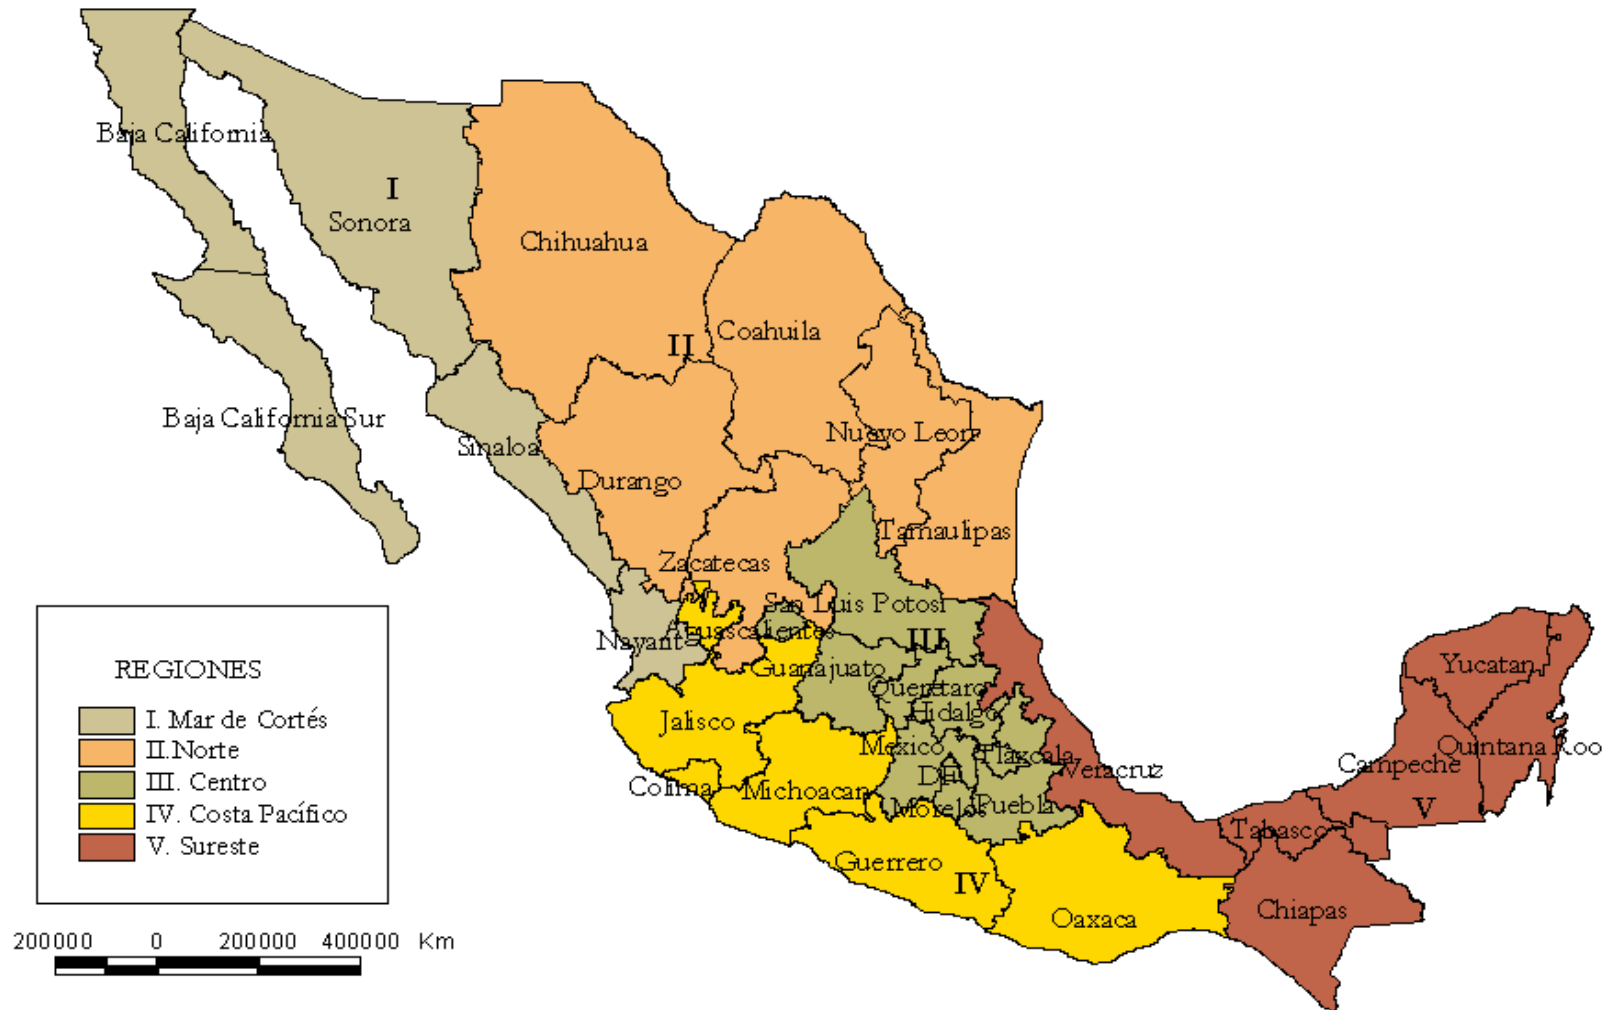 Baja California
I
Sonora
Chihuahua
Coahuila
II
Baja California Sur
Sinaloa
Nuevo Leon
Durango
Tamaulipas
Zacatecas
San Luis Potosi
Aguascalientes
III
Nayarit
Guanajuato
Queretaro
Hidalgo
Jalisco
Mexico
Tlaxcala
DF
Colima
Michoacan
Morelos
Puebla
Veracruz
Yucatan
Quintana Roo
Campeche
V
Tabasco
Guerrero
IV
Oaxaca
Chiapas
REGIONES
I. Mar de Cortés
II.Norte
III. Centro
IV. Costa Pacífico
V. Sureste
200000 0 200000 400000 Km